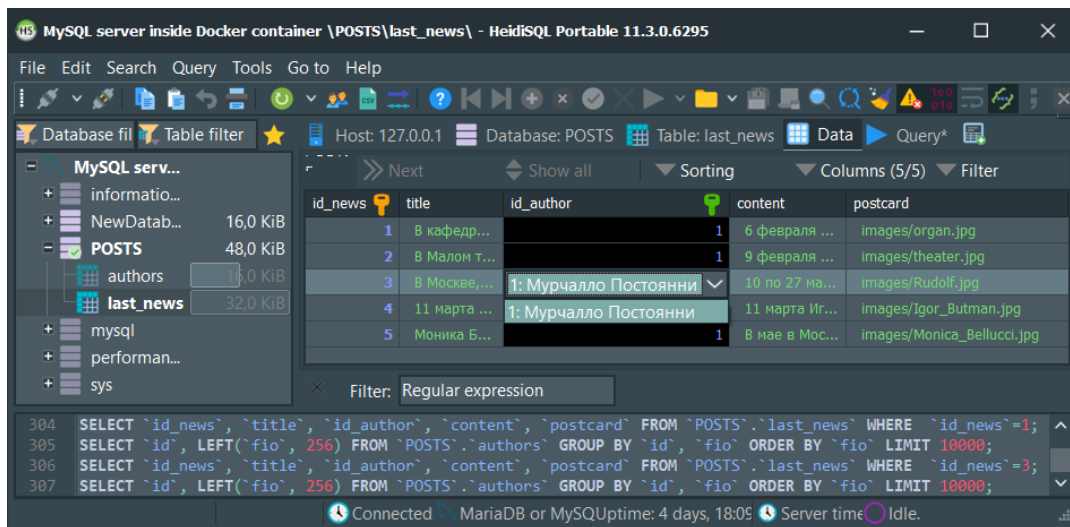 MySQL server inside Docker container \POSTS\last_news\ - HeidiSQL Portable 11.3.0.6295
File Edit Search Query Tools Go to Help
Database fil Table filter Host: 127.0.0.1 Database: POSTS Table: last_news Data Query*
MySQL serv... Next Show all Sorting Columns (5/5) Filter
informatio...
id_news title id_author content postcard
NewDatab... 16,0 KiB
1 В кафедр... 1 6 февраля ... images/organ.jpg
POSTS 48,0 KiB
2 В Малом т... 1 9 февраля ... images/theater.jpg
authors 16,0 KiB
3 В Москве,... 1: Мурчалло Постоянни 10 по 27 ма... images/Rudolf.jpg
last_news 32,0 KiB
4 11 марта ... 1: Мурчалло Постоянни 11 марта Иг... images/Igor_Butman.jpg
mysql
5 Моника Б... 1 В мае в Мос... images/Monica_Bellucci.jpg
performan...
sys
Filter: Regular expression
304 SELECT `id_news`, `title`, `id_author`, `content`, `postcard` FROM `POSTS`.`last_news` WHERE `id_news`=1;
305 SELECT `id`, LEFT(`fio`, 256) FROM `POSTS`.`authors` GROUP BY `id`, `fio` ORDER BY `fio` LIMIT 10000;
306 SELECT `id_news`, `title`, `id_author`, `content`, `postcard` FROM `POSTS`.`last_news` WHERE `id_news`=3;
307 SELECT `id`, LEFT(`fio`, 256) FROM `POSTS`.`authors` GROUP BY `id`, `fio` ORDER BY `fio` LIMIT 10000;
Connected MariaDB or MySQL Uptime: 4 days, 18:09 Server time Idle.